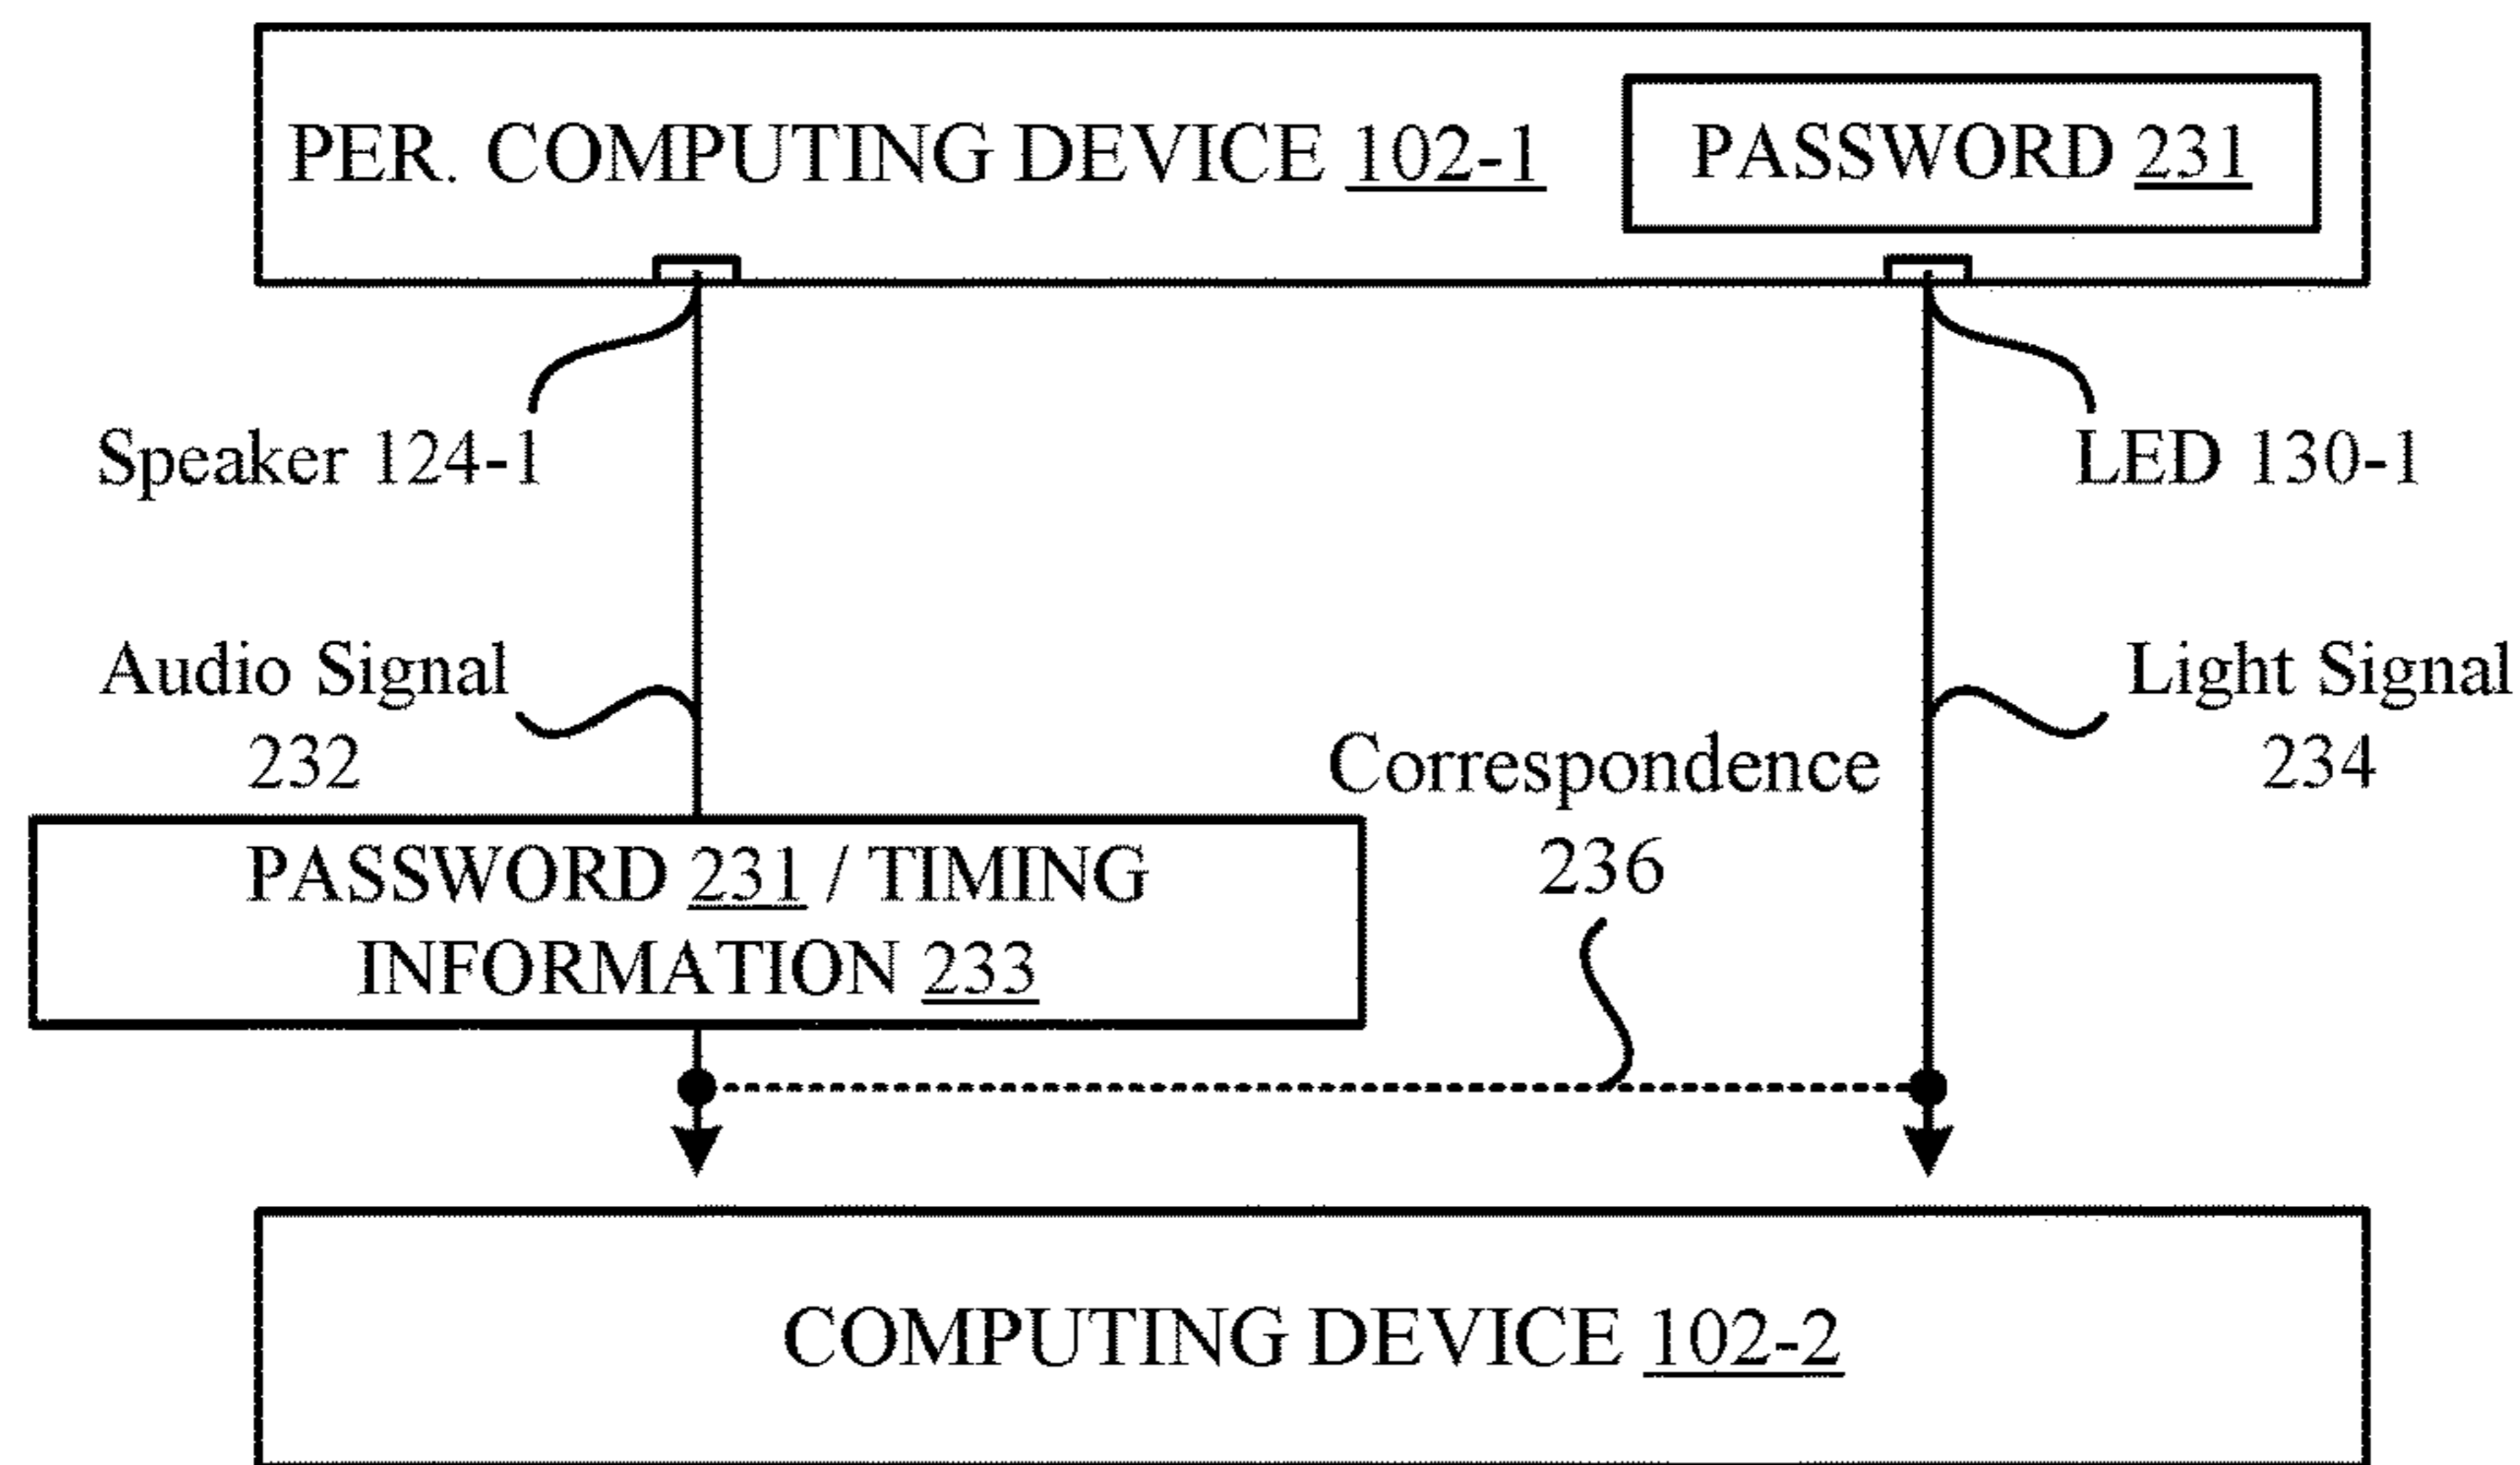 PER. COMPUTING DEVICE 102-1
PASSWORD 231
Speaker 124-1
LED 130-1
Audio Signal
232
Light Signal
234
Correspondence
236
PASSWORD 231 / TIMING
INFORMATION 233
COMPUTING DEVICE 102-2